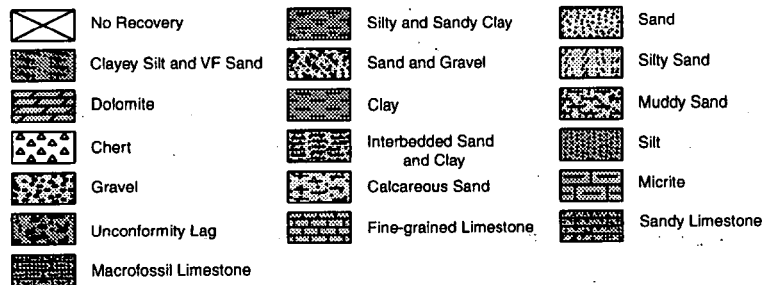 No Recovery
Clayey Silt and VF Sand
Dolomite
Chert
Gravel
Unconformity Lag
Macrofossil Limestone
Silty and Sandy Clay
Sand and Gravel
Clay
Interbedded Sand
and Clay
Calcareous Sand
Fine-grained Limestone
Sand
Silty Sand
Muddy Sand
Silt
Micrite
Sandy Limestone